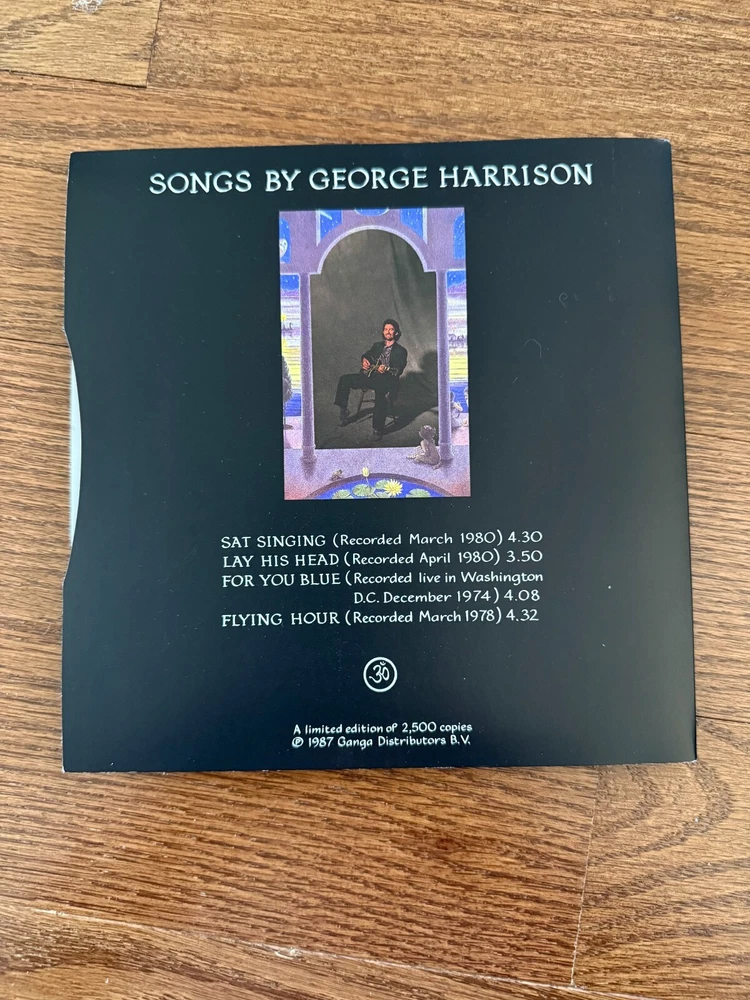 SONGS BY GEORGE HARRISON
SAT SINGING (Recorded March 1980) 4.30
LAY HIS HEAD (Recorded April 1980) 3.50
FOR YOU BLUE (Recorded live in Washington
D.C. December 1974) 4.08
FLYING HOUR (Recorded March 1978) 4.32
ॐ
A limited edition of 2,500 copies
℗ 1987 Ganga Distributors B.V.